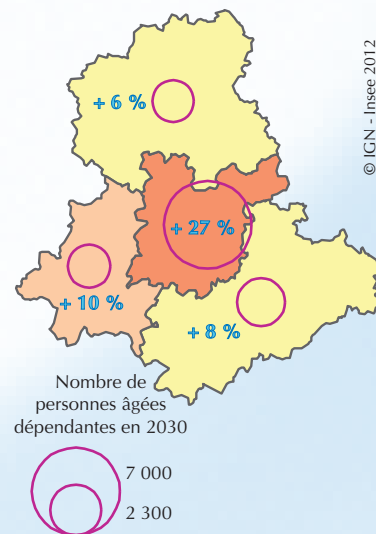 © IGN - Insee 2012
+ 6 %
+ 27 %
+ 10 %
+ 8 %
Nombre de
personnes âgées
dépendantes en 2030
7 000
2 300